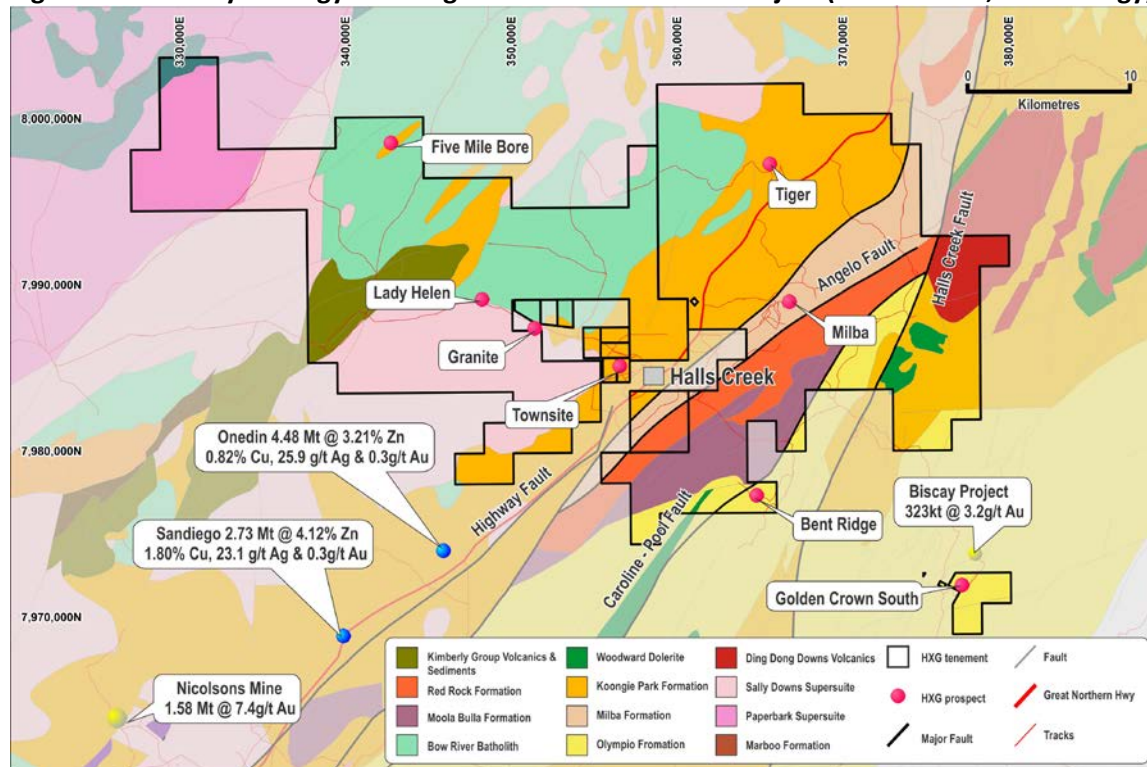 330,000E
340,000E
350,000E
360,000E
370,000E
380,000E
0
10
Kilometres
8,000,000N
7,990,000N
7,980,000N
7,970,000N
Five Mile Bore
Tiger
Angelo Fault
Halls Creek Fault
Lady Helen
Milba
Granite
Halls Creek
Townsite
Onedin 4.48 Mt @ 3.21% Zn
0.82% Cu, 25.9 g/t Ag & 0.3g/t Au
Highway Fault
Biscay Project
323kt @ 3.2g/t Au
Bent Ridge
Sandiego 2.73 Mt @ 4.12% Zn
1.80% Cu, 23.1 g/t Ag & 0.3g/t Au
Caroline - Pool Fault
Golden Crown South
Nicolsons Mine
1.58 Mt @ 7.4g/t Au
Kimberly Group Volcanics &
Sediments
Red Rock Formation
Moola Bulla Formation
Bow River Batholith
Woodward Dolerite
Koongie Park Formation
Milba Formation
Olympio Fromation
Ding Dong Downs Volcanics
Sally Downs Supersuite
Paperbark Supersuite
Marboo Formation
HXG tenement
HXG prospect
Major Fault
Fault
Great Northern Hwy
Tracks